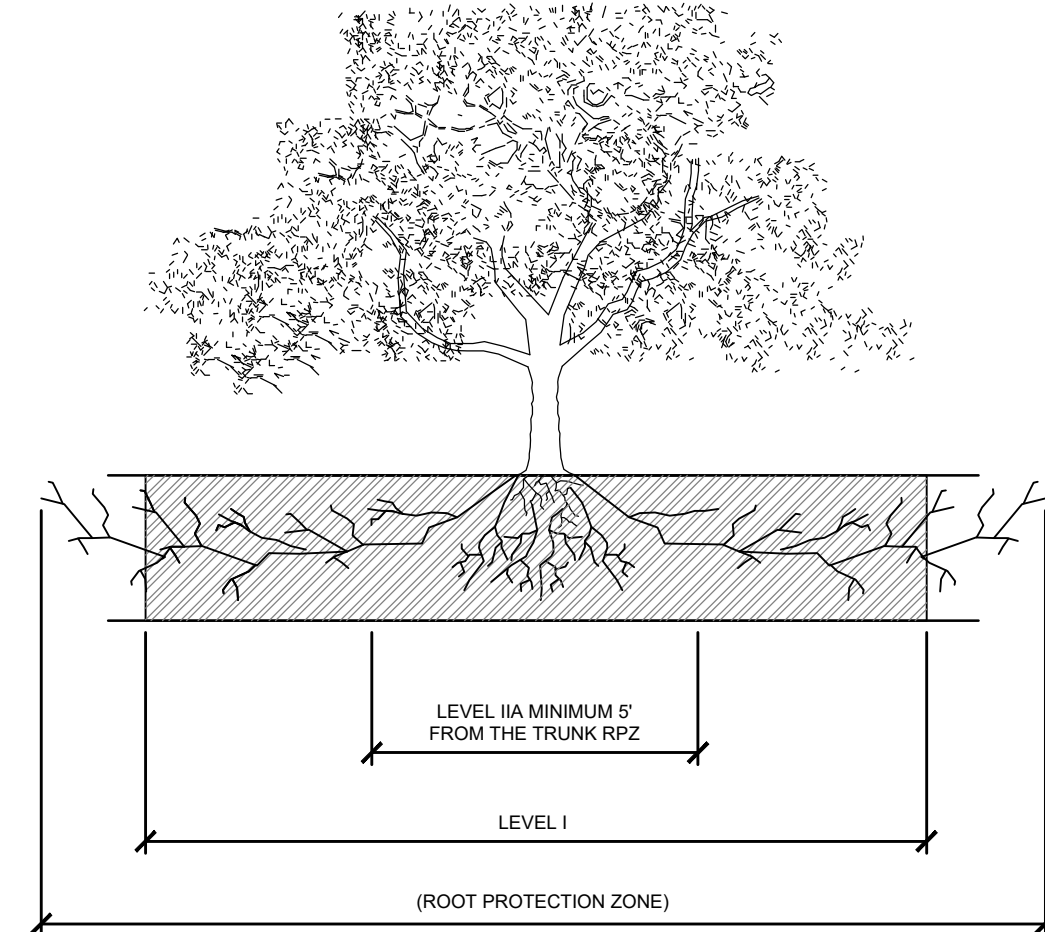 LEVEL IIA MINIMUM 5'
FROM THE TRUNK RPZ
LEVEL I
(ROOT PROTECTION ZONE)